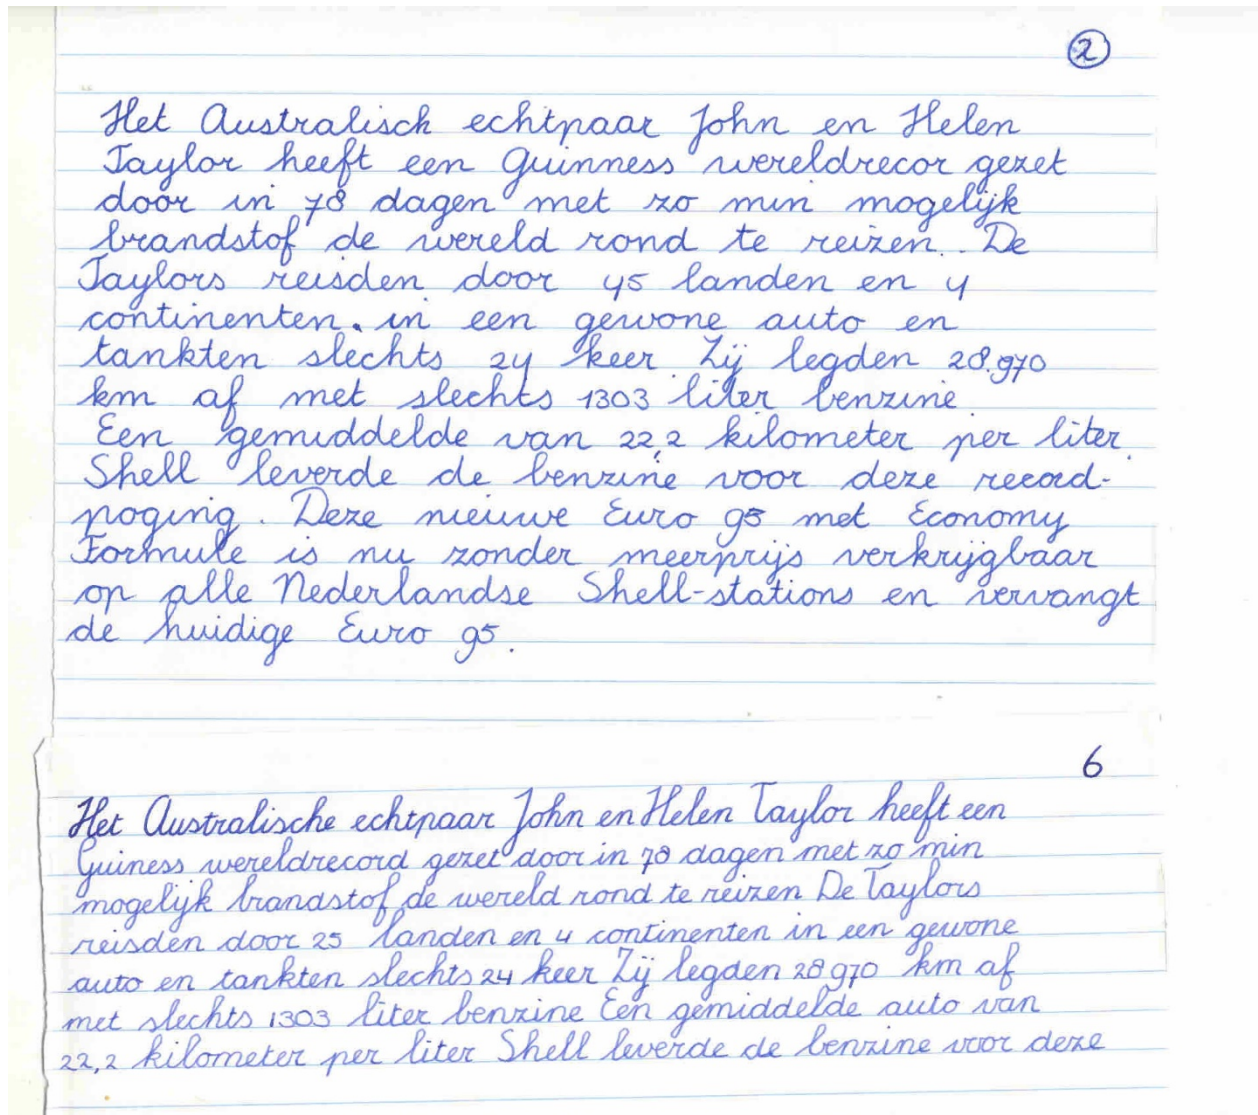 2
Het Australisch echtpaar John en Helen
Taylor heeft een Guinness wereldrecor gezet
door in 78 dagen met zo min mogelijk
brandstof de wereld rond te reizen. De
Taylors reisden door 45 landen en 4
continenten. in een gewone auto en
tankten slechts 24 keer. Zij legden 28.970
km af met slechts 1303 liter benzine
Een gemiddelde van 22,2 kilometer per liter.
Shell leverde de benzine voor deze record-
poging. Deze nieuwe Euro 95 met Economy
Formule is nu zonder meerprijs verkrijgbaar
op alle Nederlandse Shell-stations en vervangt
de huidige Euro 95.
6
Het Australische echtpaar John en Helen Taylor heeft een
Guiness wereldrecord gezet door in 78 dagen met zo min
mogelijk brandstof de wereld rond te reizen De Taylors
reisden door 25 landen en 4 continenten in een gewone
auto en tankten slechts 24 keer Zij legden 28970 km af
met slechts 1303 liter benzine Een gemiddelde auto van
22,2 kilometer per liter Shell leverde de benzine voor deze